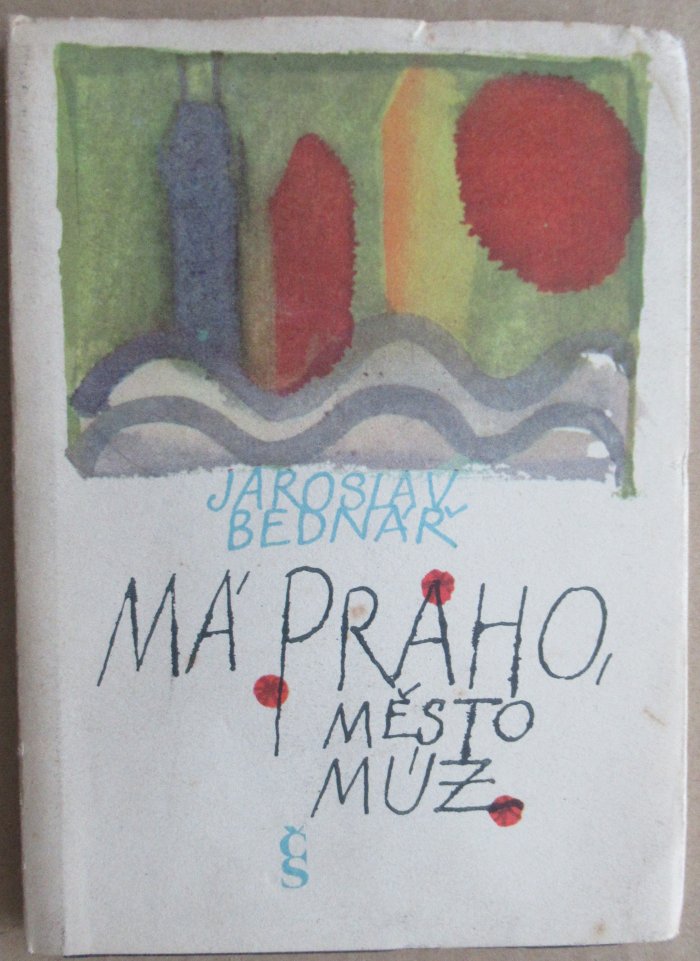 JAROSLAV
BEDNÁŘ
MÁ PRAHO,
MĚSTO
MÚZ
ČS